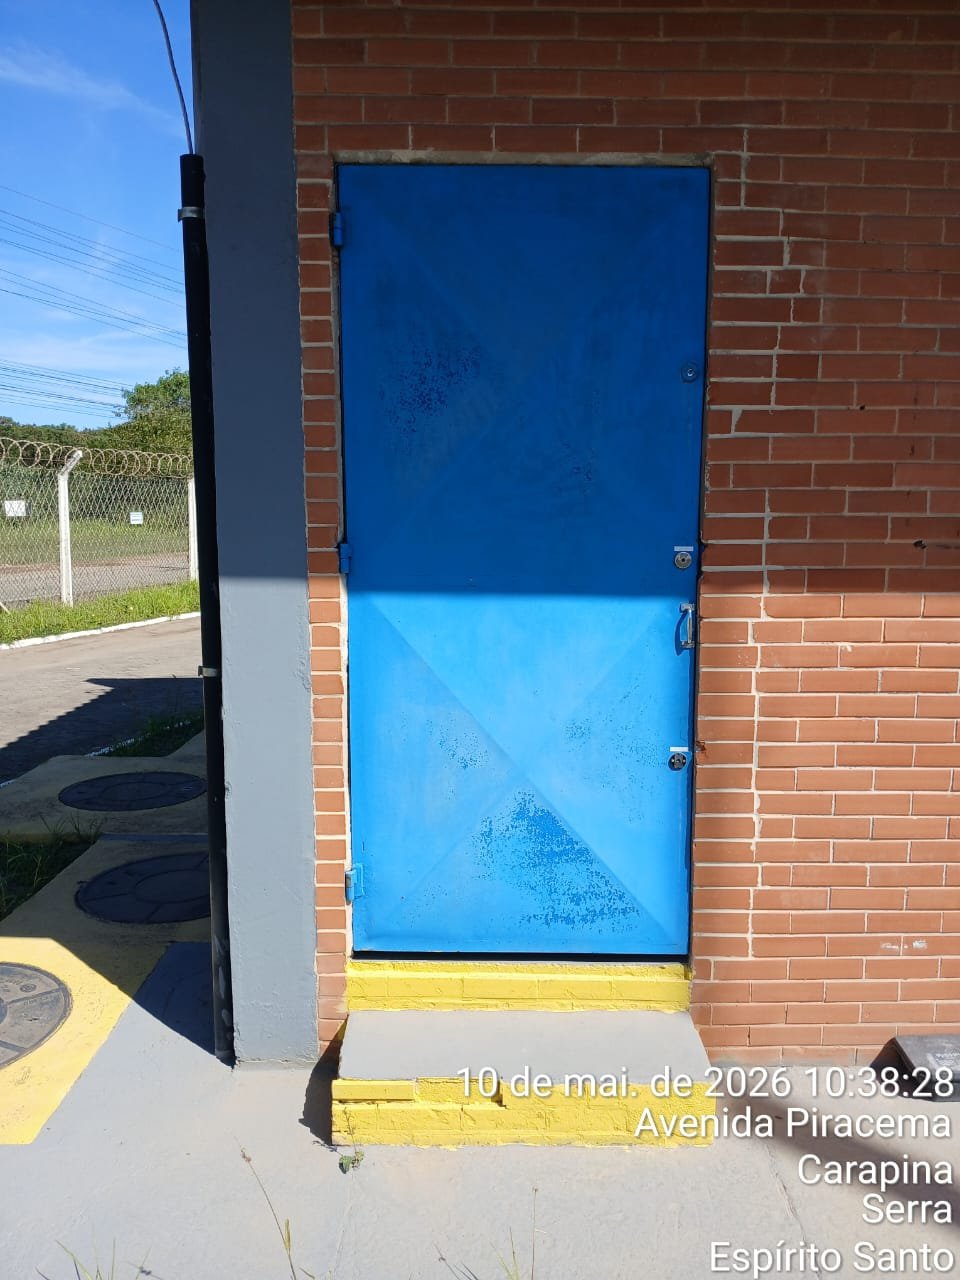 10 de mai. de 2026 10:38:28
Avenida Piracema
Carapina
Serra
Espírito Santo